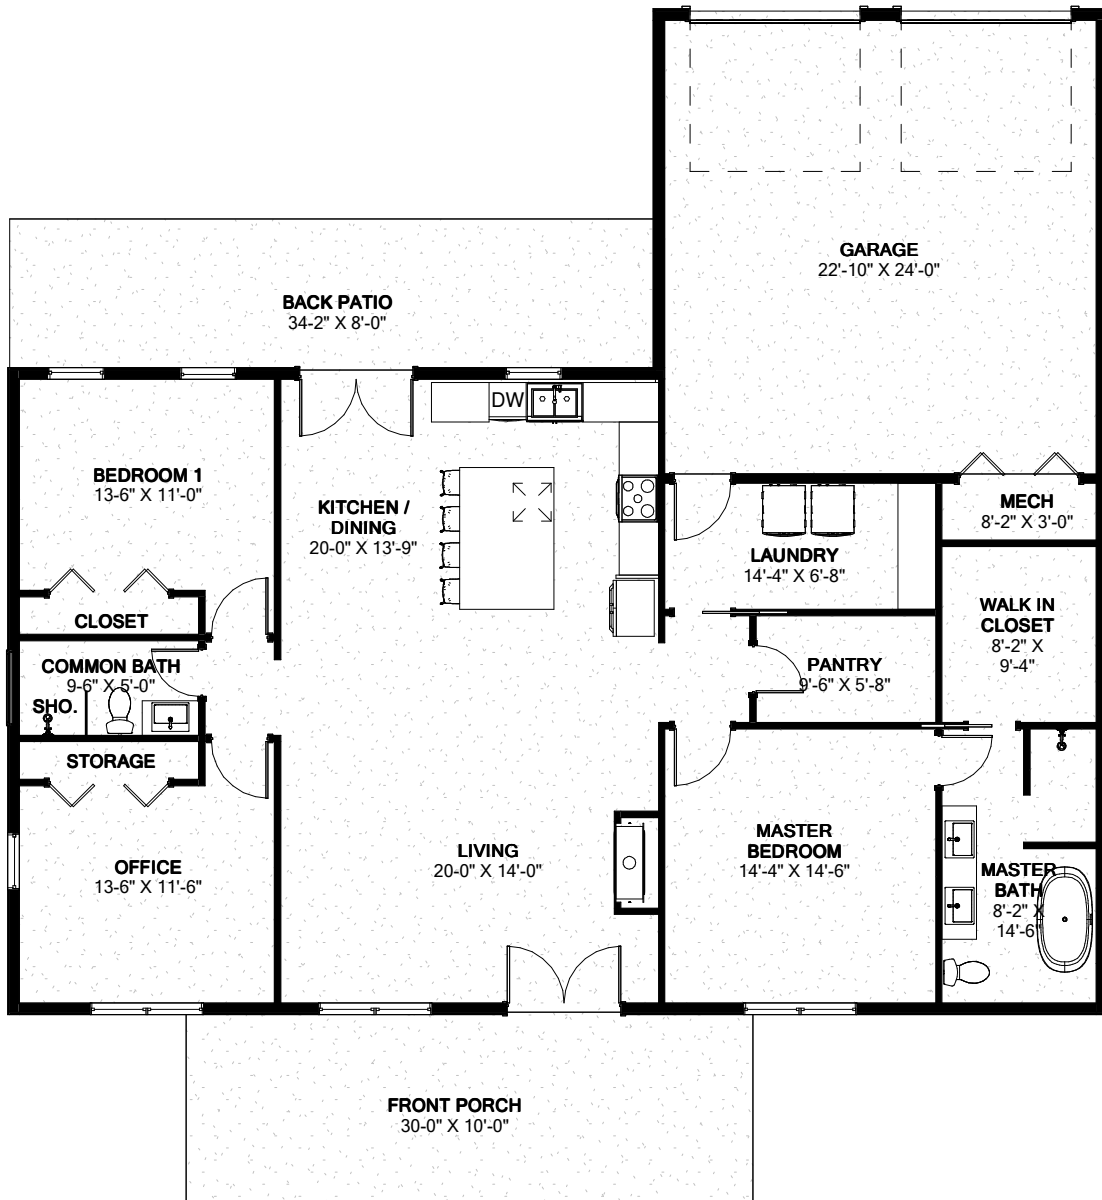 GARAGE
22'-10" X 24'-0"
BACK PATIO
34'-2" X 8'-0"
DW
BEDROOM 1
13'-6" X 11'-0"
KITCHEN /
DINING
20'-0" X 13'-9"
MECH
8'-2" X 3'-0"
LAUNDRY
14'-4" X 6'-8"
WALK IN
CLOSET
8'-2" X
9'-4"
CLOSET
COMMON BATH
9'-6" X 5'-0"
SHO.
PANTRY
9'-6" X 5'-8"
STORAGE
OFFICE
13'-6" X 11'-6"
LIVING
20'-0" X 14'-0"
MASTER
BEDROOM
14'-4" X 14'-6"
MASTER
BATH
8'-2" X
14'-6"
FRONT PORCH
30'-0" X 10'-0"